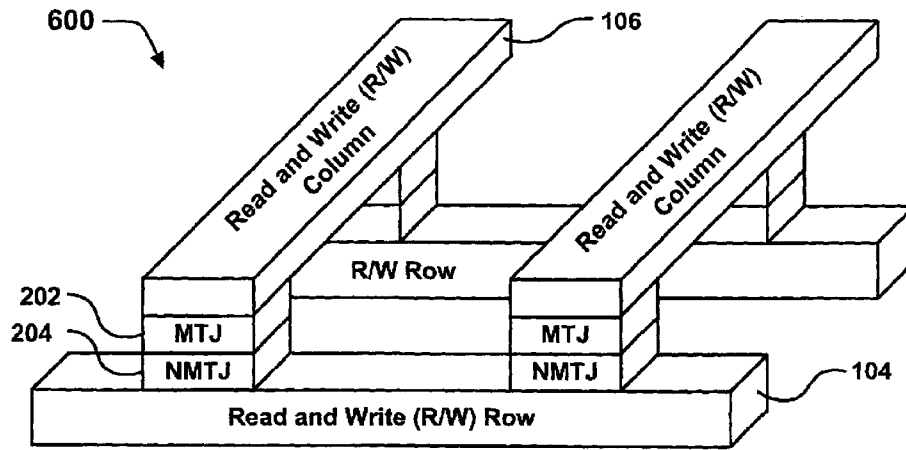 600
106
Read and Write (R/W)
Column
Read and Write (R/W)
Column
R/W Row
202
MTJ
MTJ
204
NMTJ
NMTJ
104
Read and Write (R/W) Row